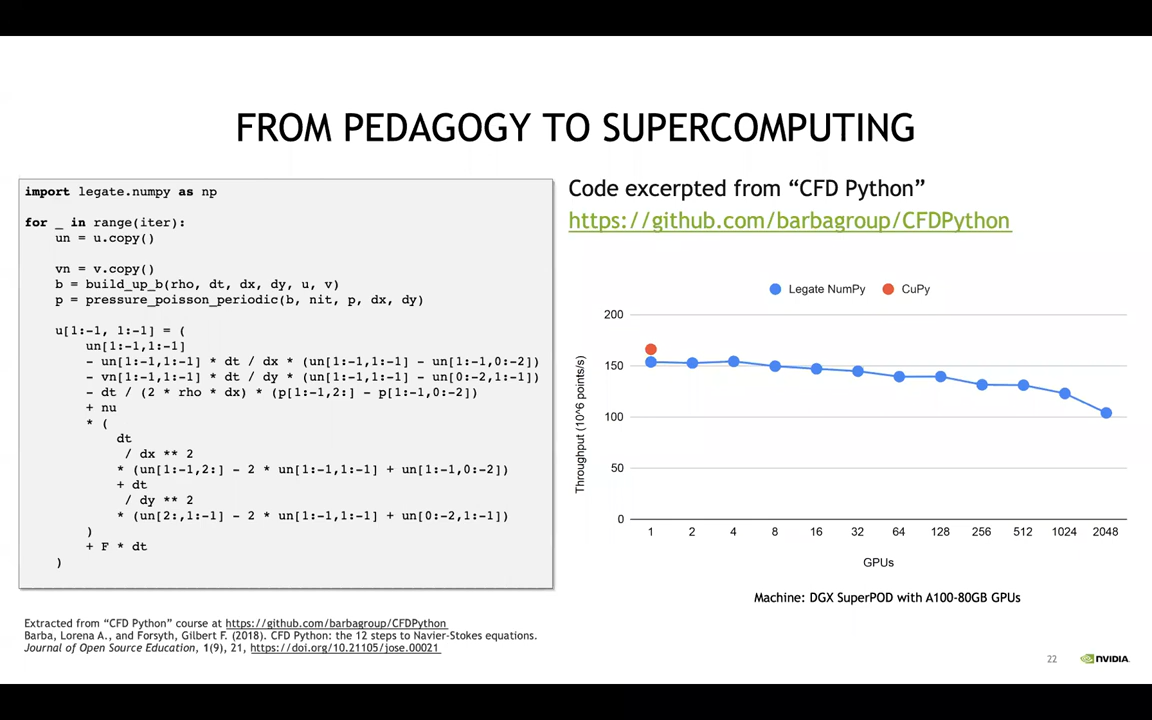 FROM PEDAGOGY TO SUPERCOMPUTING
import legate.numpy as np
for _ in range(iter):
    un = u.copy()
    vn = v.copy()
    b = build_up_b(rho, dt, dx, dy, u, v)
    p = pressure_poisson_periodic(b, nit, p, dx, dy)
    u[1:-1, 1:-1] = (
        un[1:-1,1:-1]
        - un[1:-1,1:-1] * dt / dx * (un[1:-1,1:-1] - un[1:-1,0:-2])
        - vn[1:-1,1:-1] * dt / dy * (un[1:-1,1:-1] - un[0:-2,1:-1])
        - dt / (2 * rho * dx) * (p[1:-1,2:] - p[1:-1,0:-2])
        + nu
        * (
            dt
             / dx ** 2
            * (un[1:-1,2:] - 2 * un[1:-1,1:-1] + un[1:-1,0:-2])
            + dt
             / dy ** 2
            * (un[2:,1:-1] - 2 * un[1:-1,1:-1] + un[0:-2,1:-1])
        )
        + F * dt
    )
Extracted from “CFD Python” course at https://github.com/barbagroup/CFDPython
Barba, Lorena A., and Forsyth, Gilbert F. (2018). CFD Python: the 12 steps to Navier-Stokes equations.
Journal of Open Source Education, 1(9), 21, https://doi.org/10.21105/jose.00021
Code excerpted from “CFD Python”
https://github.com/barbagroup/CFDPython
Legate NumPy CuPy
Throughput (10^6 points/s)
200
150
100
50
0
1 2 4 8 16 32 64 128 256 512 1024 2048
GPUs
Machine: DGX SuperPOD with A100-80GB GPUs
22 NVIDIA.